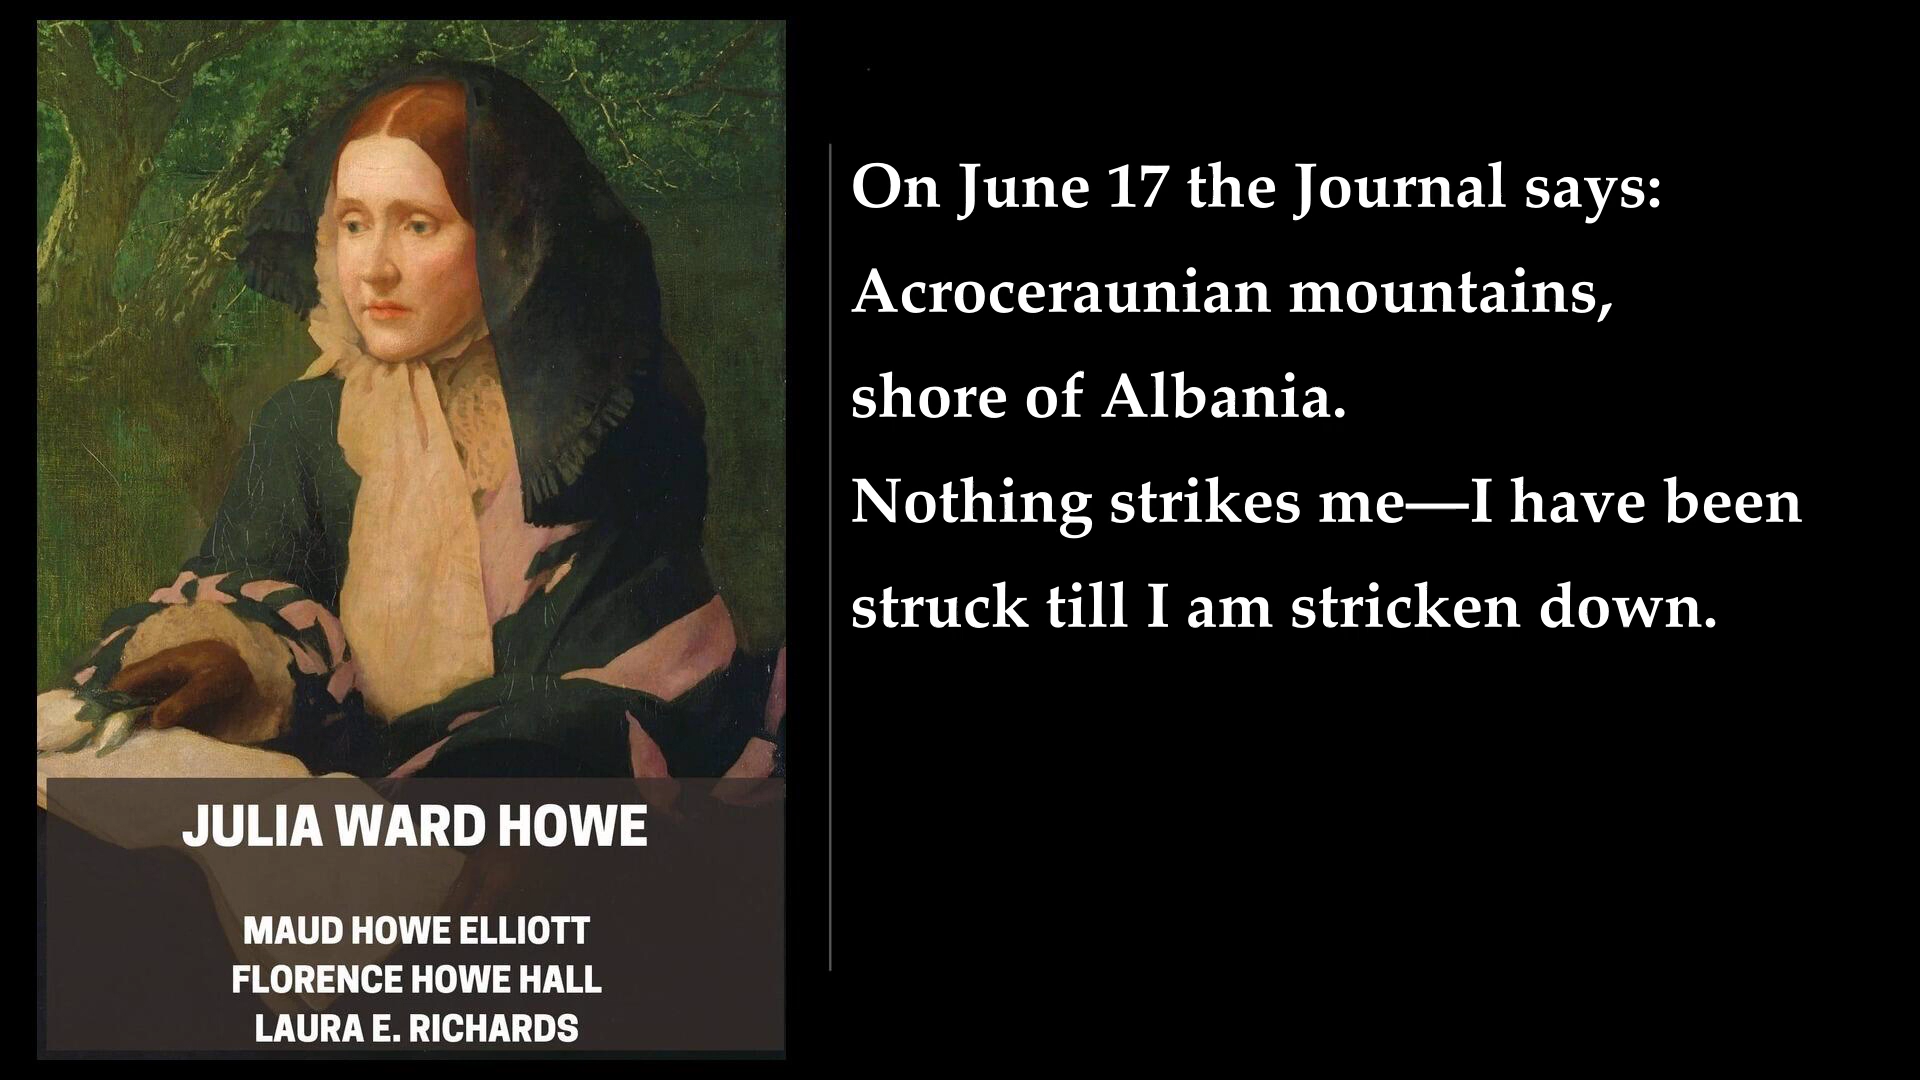 JULIA WARD HOWE
MAUD HOWE ELLIOTT
FLORENCE HOWE HALL
LAURA E. RICHARDS
On June 17 the Journal says:
Acroceraunian mountains,
shore of Albania.
Nothing strikes me—I have been
struck till I am stricken down.